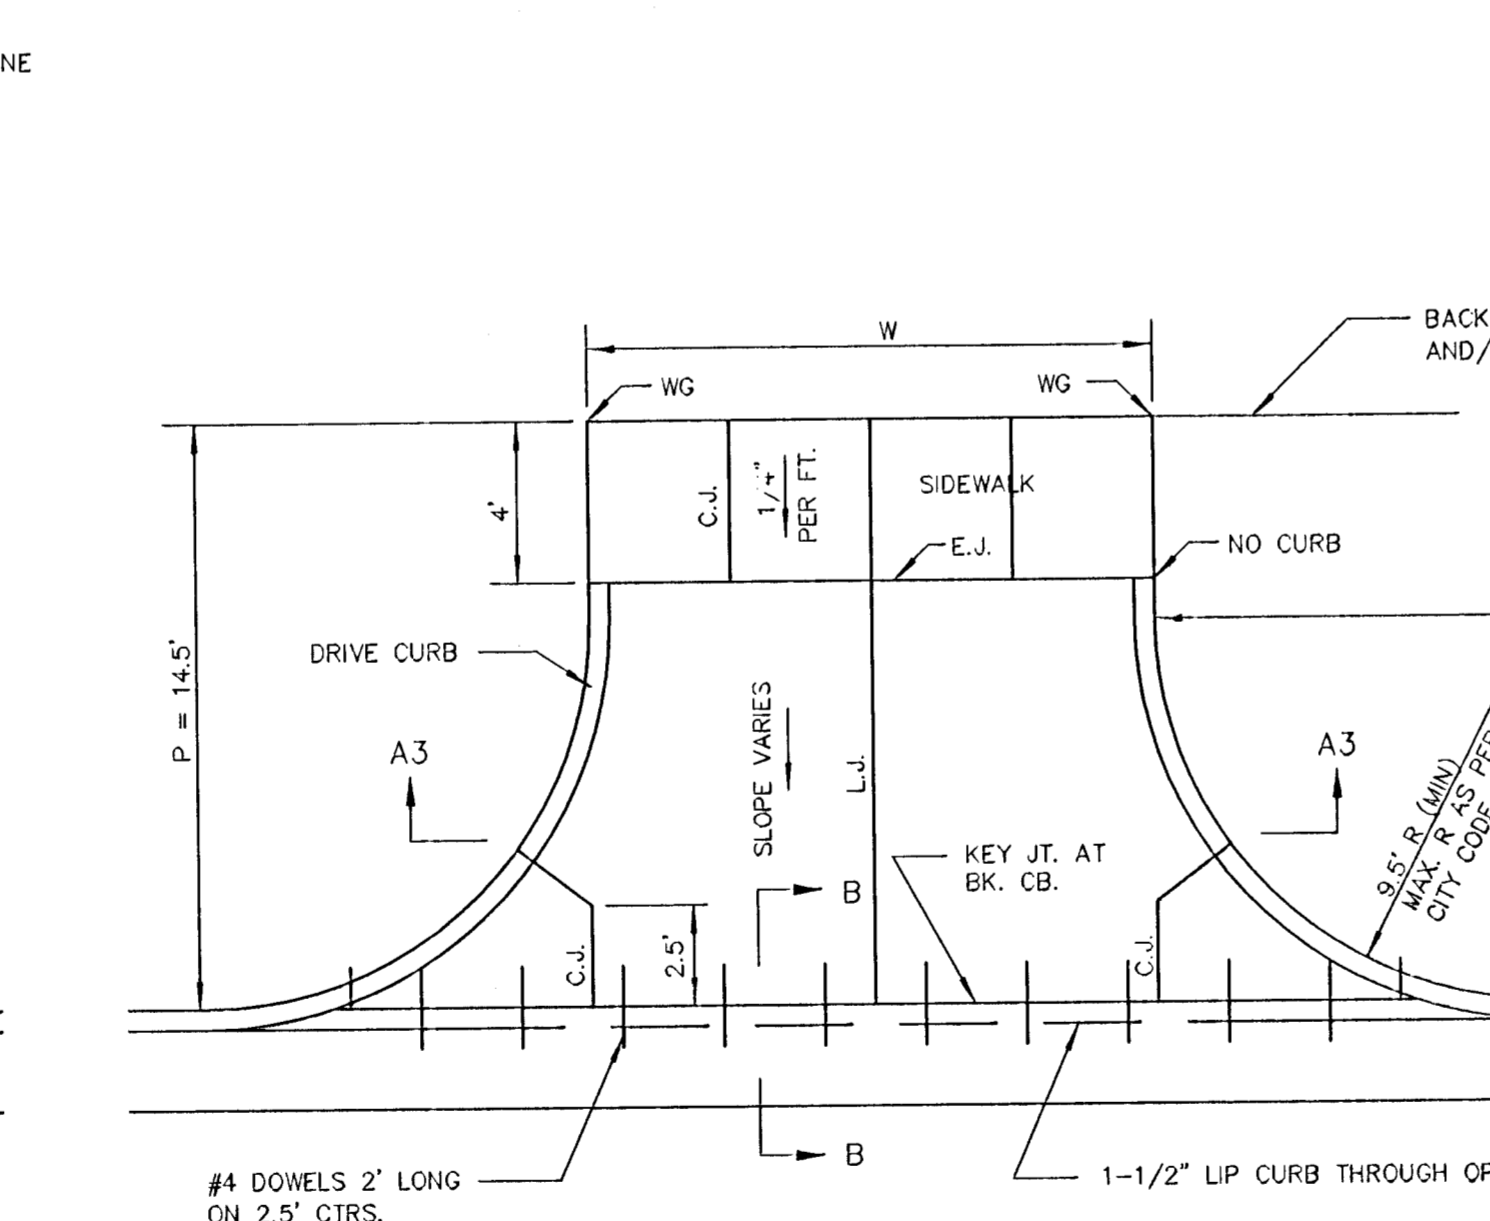 NE
W
BACK
AND/
WG
WG
4'
C.J.
1/4"
PER FT.
SIDEWALK
E.J.
NO CURB
P = 14.5'
DRIVE CURB
A3
SLOPE VARIES
L.J.
A3
9.5' R (MIN)
MAX. R AS PER
CITY CODE
KEY JT. AT
BK. CB.
B
C.J.
2.5'
C.J.
B
#4 DOWELS 2' LONG
ON 2.5' CTRS.
1-1/2" LIP CURB THROUGH OP